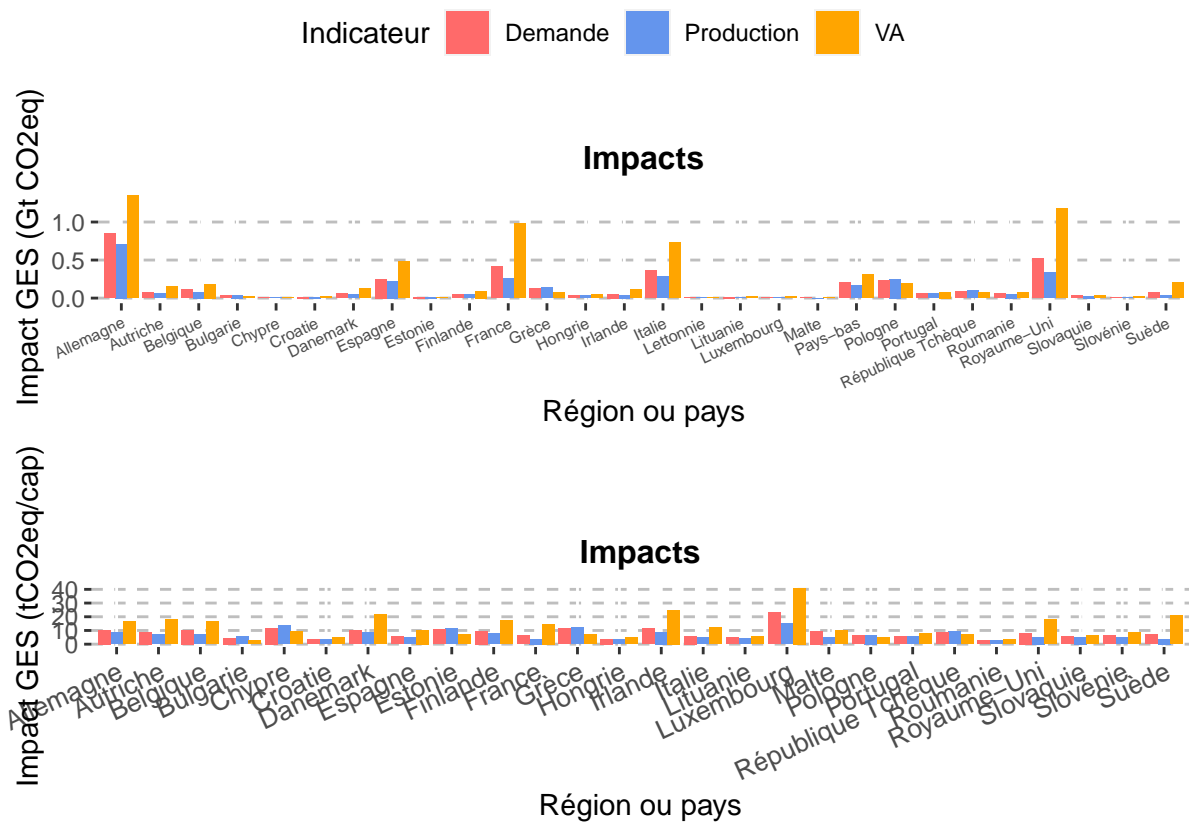 Indicateur Demande Production VA
Impacts
Impact GES (Gt CO2eq)
1.0
0.5
0.0
Allemagne
Autriche
Belgique
Bulgarie
Chypre
Croatie
Danemark
Espagne
Estonie
Finlande
France
Grèce
Hongrie
Irlande
Italie
Lettonnie
Lituanie
Luxembourg
Malte
Pays−bas
Pologne
Portugal
République Tchèque
Roumanie
Royaume−Uni
Slovaquie
Slovénie
Suède
Région ou pays
Impacts
Impact GES (tCO2eq/cap)
40
30
20
10
0
Allemagne
Autriche
Belgique
Bulgarie
Chypre
Croatie
Danemark
Espagne
Estonie
Finlande
France
Grèce
Hongrie
Irlande
Italie
Lituanie
Luxembourg
Malte
Pologne
Portugal
République Tchèque
Roumanie
Royaume−Uni
Slovaquie
Slovénie
Suède
Région ou pays